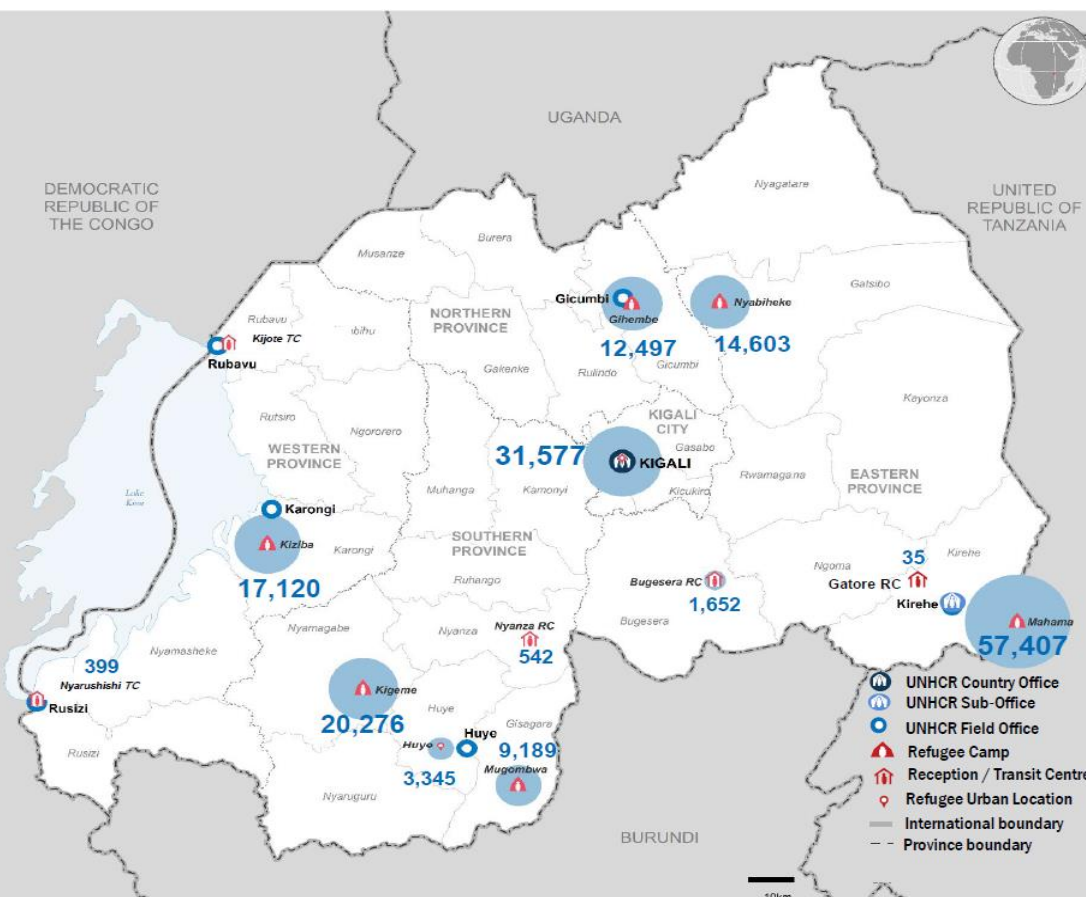 UGANDA
DEMOCRATIC
REPUBLIC OF
THE CONGO
UNITED
REPUBLIC OF
TANZANIA
Nyagatare
Burera
Musanze
Gatsibo
Gicumbi
Gihembe
12,497
Nyabiheke
14,603
NORTHERN
PROVINCE
Rubavu
Kijote TC
Rubavu
bihu
Gakenke
Rulindo
Gicumbi
Kayonza
Rutsiro
Ngororero
WESTERN
PROVINCE
KIGALI
CITY
Gasabo
31,577
KIGALI
Kicukiro
Rwamagana
EASTERN
PROVINCE
Muhanga
Kamonyi
Lake
Kivu
Karongi
Kiziba
Karongi
17,120
SOUTHERN
PROVINCE
Ruhango
Ngoma
35
Kirehe
Gatore RC
Kirehe
Bugesera RC
1,652
Bugesera
Mahama
57,407
Nyamagabe
Nyanza
Nyanza RC
542
399
Nyamasheke
Nyarushishi TC
Rusizi
Rusizi
Kigeme
20,276
Huye
Gisagara
Huye
Huye
3,345
9,189
Mugombwa
Nyaruguru
BURUNDI
UNHCR Country Office
UNHCR Sub-Office
UNHCR Field Office
Refugee Camp
Reception / Transit Centre
Refugee Urban Location
International boundary
Province boundary
10km